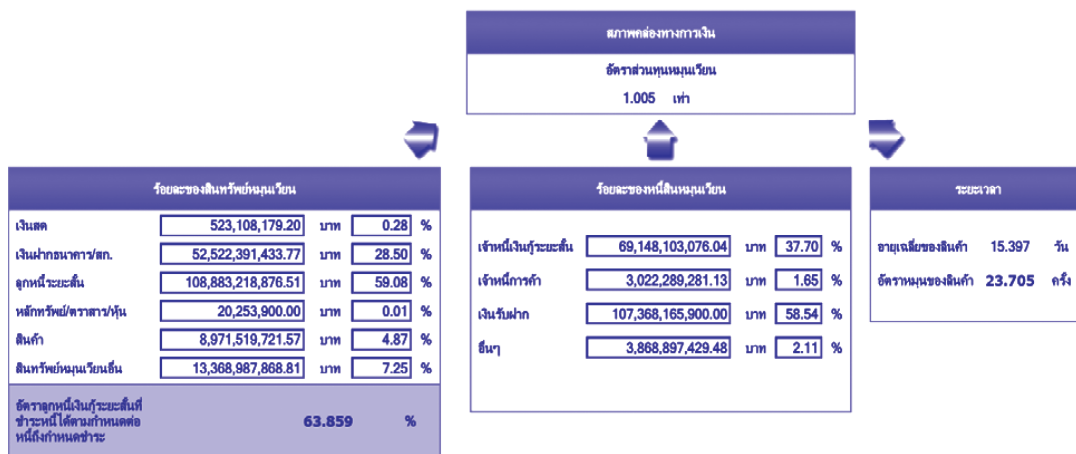 สภาพคล่องทางการเงิน
อัตราส่วนทุนหมุนเวียน
1.005 เท่า
ร้อยละของสินทรัพย์หมุนเวียน
เงินสด 523,108,179.20 บาท 0.28 %
เงินฝากธนาคาร/สก. 52,522,391,433.77 บาท 28.50 %
ลูกหนี้ระยะสั้น 108,883,218,876.51 บาท 59.08 %
หลักทรัพย์/ตราสาร/หุ้น 20,253,900.00 บาท 0.01 %
สินค้า 8,971,519,721.57 บาท 4.87 %
สินทรัพย์หมุนเวียนอื่น 13,368,987,868.81 บาท 7.25 %
อัตราลูกหนี้เงินกู้ระยะสั้นที่
ชำระหนี้ได้ตามกำหนดต่อ
หนี้ถึงกำหนดชำระ
63.859 %
ร้อยละของหนี้สินหมุนเวียน
เจ้าหนี้เงินกู้ระยะสั้น 69,148,103,076.04 บาท 37.70 %
เจ้าหนี้การค้า 3,022,289,281.13 บาท 1.65 %
เงินรับฝาก 107,368,165,900.00 บาท 58.54 %
อื่นๆ 3,868,897,429.48 บาท 2.11 %
ระยะเวลา
อายุเฉลี่ยของสินค้า 15.397 วัน
อัตราหมุนของสินค้า 23.705 ครั้ง